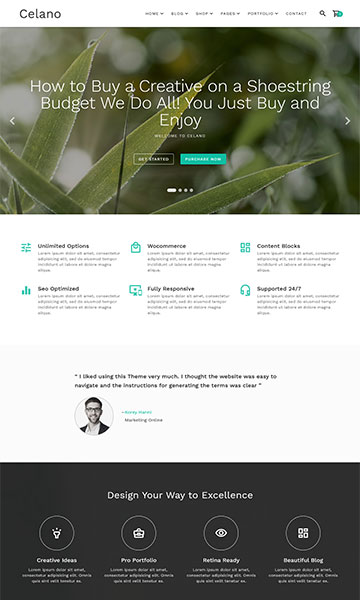 Celano
HOME BLOG SHOP PAGES PORTFOLIO CONTACT
How to Buy a Creative on a Shoestring
Budget We Do All! You Just Buy and
Enjoy
WELCOME TO CELANO
GET STARTED PURCHASE NOW
Unlimited Options
Lorem ipsum dolor sit amet, consectetur
adipiscing elit, sed do eiusmod tempor
incididunt ut labore et dolore magna
aliqua.
Wocommerce
Lorem ipsum dolor sit amet, consectetur
adipiscing elit, sed do eiusmod tempor
incididunt ut labore et dolore magna
aliqua.
Content Blocks
Lorem ipsum dolor sit amet, consectetur
adipiscing elit, sed do eiusmod tempor
incididunt ut labore et dolore magna
aliqua.
Seo Optimized
Lorem ipsum dolor sit amet, consectetur
adipiscing elit, sed do eiusmod tempor
incididunt ut labore et dolore magna
aliqua.
Fully Responsive
Lorem ipsum dolor sit amet, consectetur
adipiscing elit, sed do eiusmod tempor
incididunt ut labore et dolore magna
aliqua.
Supported 24/7
Lorem ipsum dolor sit amet, consectetur
adipiscing elit, sed do eiusmod tempor
incididunt ut labore et dolore magna
aliqua.
“ I liked using this Theme very much. I thought the website was easy to
navigate and the instructions for generating the terms was clear ”
Marketing Online
Design Your Way to Excellence
Creative Ideas
Lorem ipsum dolor sit amet,
consectetur adipiscing elit. Omnis
quia sint velit tenetur ex.
Pro Portfolio
Lorem ipsum dolor sit amet,
consectetur adipiscing elit. Omnis
quia sint velit tenetur ex.
Retina Ready
Lorem ipsum dolor sit amet,
consectetur adipiscing elit. Omnis
quia sint velit tenetur ex.
Beautiful Blog
Lorem ipsum dolor sit amet,
consectetur adipiscing elit. Omnis
quia sint velit tenetur ex.